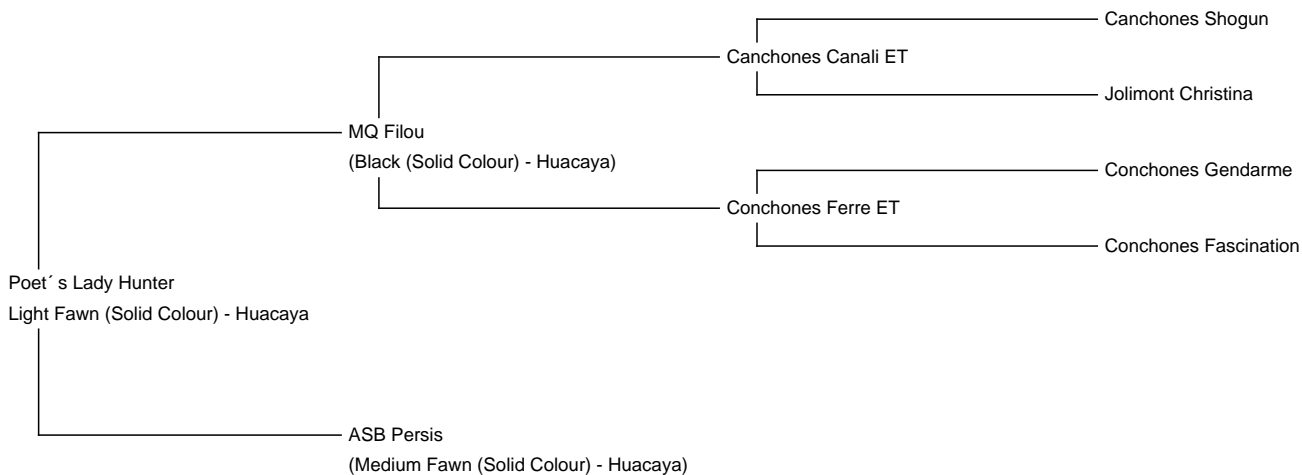 Canchones Shogun
Canchones Canali ET
Jolimont Christina
MQ Filou
(Black (Solid Colour) - Huacaya)
Conchones Gendarme
Conchones Ferre ET
Conchones Fascination
Poet´ s Lady Hunter
Light Fawn (Solid Colour) - Huacaya
ASB Persis
(Medium Fawn (Solid Colour) - Huacaya)